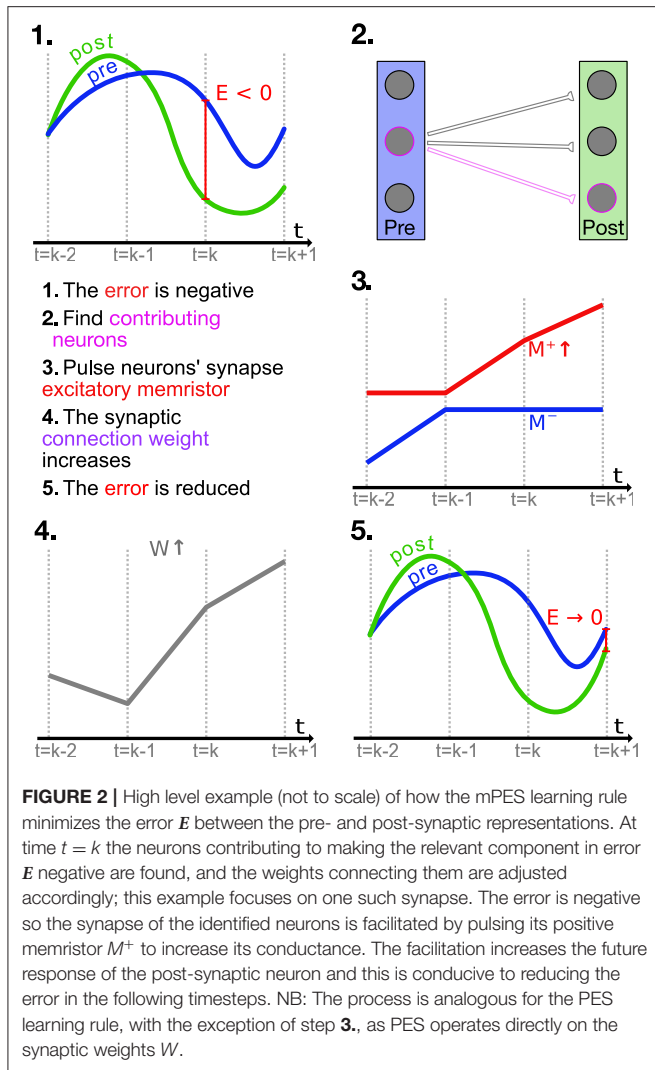 1.
post
pre
E < 0
t
t=k-2 t=k-1 t=k t=k+1
2.
Pre Post
1. The error is negative
2. Find contributing
neurons
3. Pulse neurons' synapse
excitatory memristor
4. The synaptic
connection weight
increases
5. The error is reduced
3.
M+↑
M−
t
t=k-2 t=k-1 t=k t=k+1
4.
W↑
t
t=k-2 t=k-1 t=k t=k+1
5.
post
pre
E → 0
t
t=k-2 t=k-1 t=k t=k+1
FIGURE 2 | High level example (not to scale) of how the mPES learning rule
minimizes the error E between the pre- and post-synaptic representations. At
time t = k the neurons contributing to making the relevant component in error
E negative are found, and the weights connecting them are adjusted
accordingly; this example focuses on one such synapse. The error is negative
so the synapse of the identified neurons is facilitated by pulsing its positive
memristor M+ to increase its conductance. The facilitation increases the future
response of the post-synaptic neuron and this is conducive to reducing the
error in the following timesteps. NB: The process is analogous for the PES
learning rule, with the exception of step 3., as PES operates directly on the
synaptic weights W.